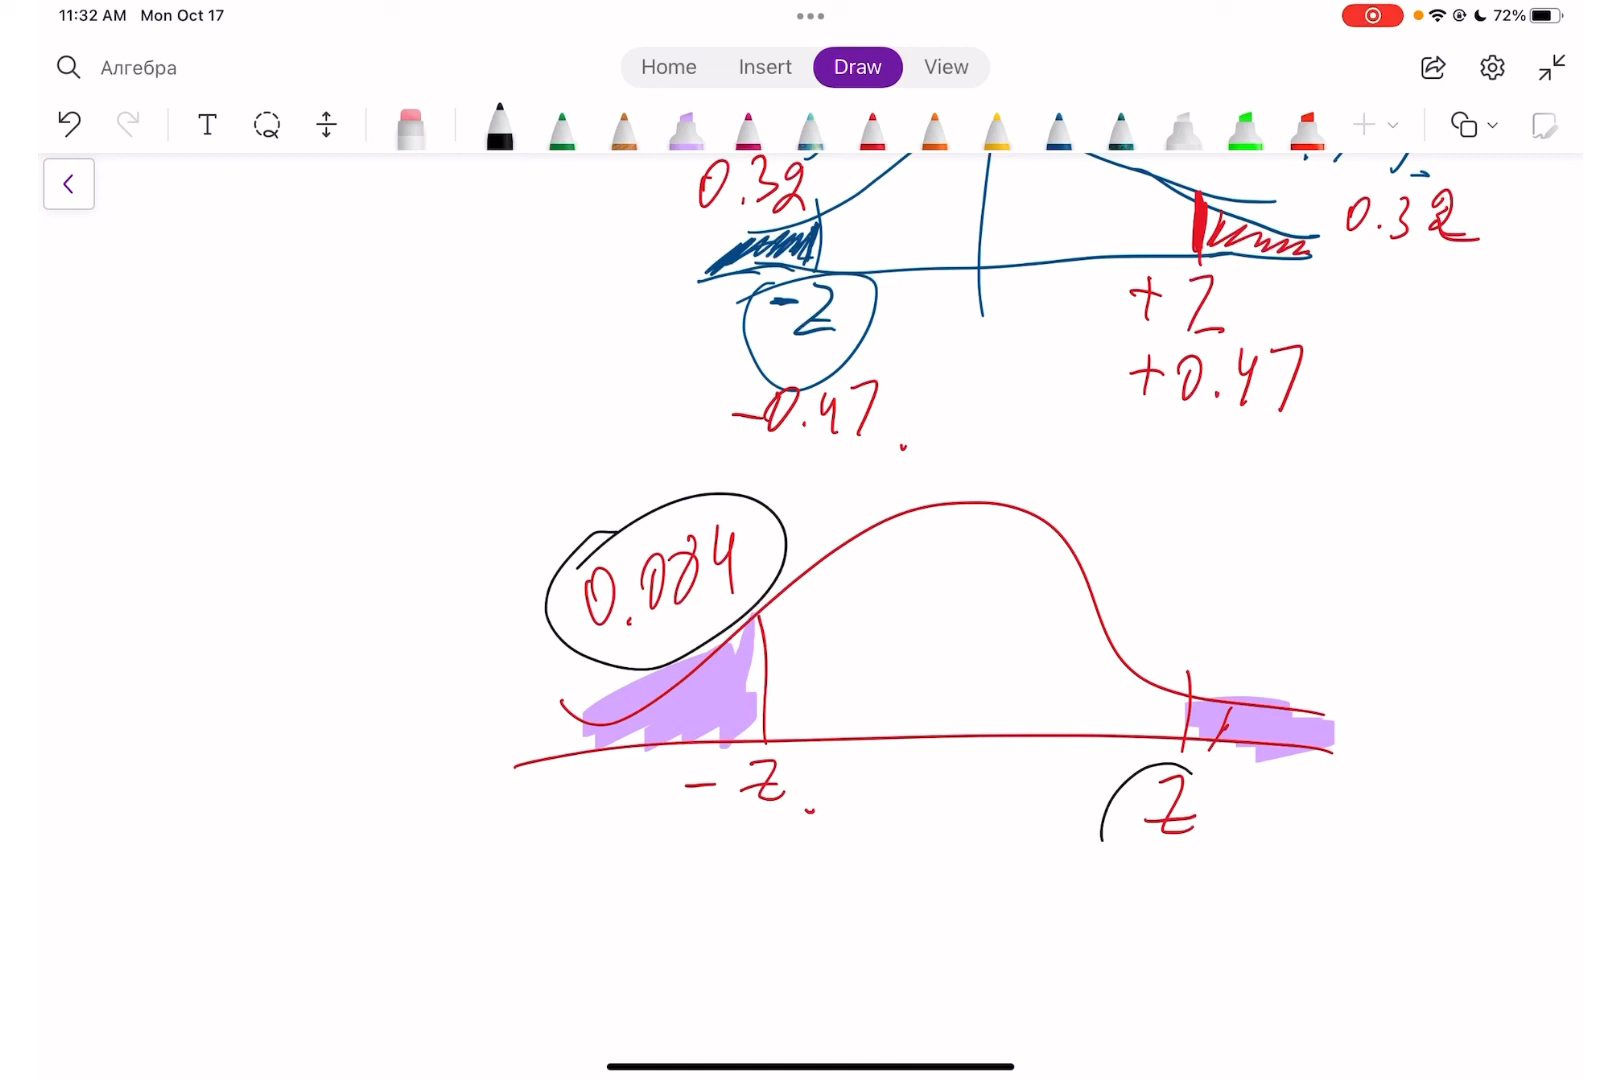 11:32 AM Mon Oct 17
72%
Алгебра
Home Insert Draw View
T
0.32
0.32
-z
+z
-0.47.
+0.47
0.084
-z.
z